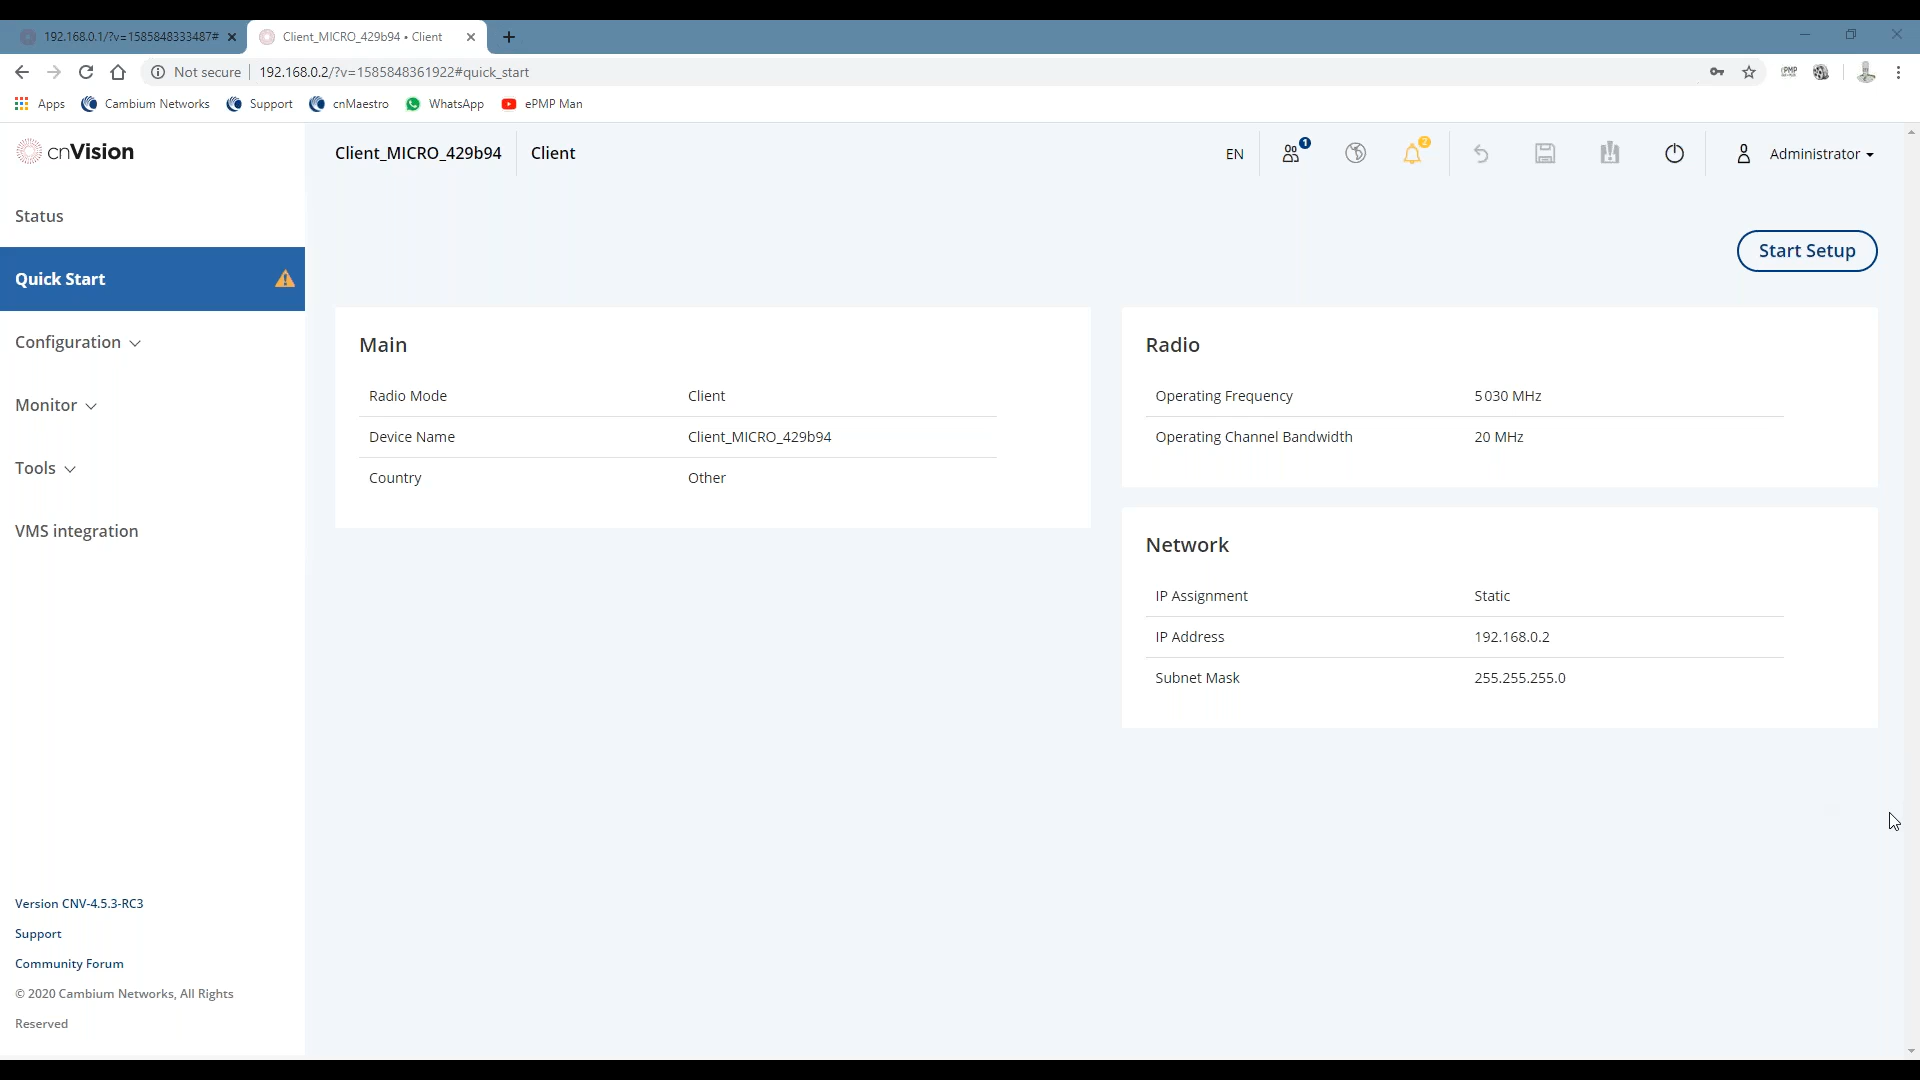 192.168.0.1/?v=1585848333487#
Client_MICRO_429b94 • Client
Not secure
192.168.0.2/?v=1585848361922#quick_start
Apps
Cambium Networks
Support
cnMaestro
WhatsApp
ePMP Man
cnVision
Client_MICRO_429b94
Client
EN
1
2
Administrator
Status
Quick Start
Configuration
Monitor
Tools
VMS integration
Start Setup
Main
Radio Mode Client
Device Name Client_MICRO_429b94
Country Other
Radio
Operating Frequency 5030 MHz
Operating Channel Bandwidth 20 MHz
Network
IP Assignment Static
IP Address 192.168.0.2
Subnet Mask 255.255.255.0
Version CNV-4.5.3-RC3
Support
Community Forum
© 2020 Cambium Networks, All Rights
Reserved